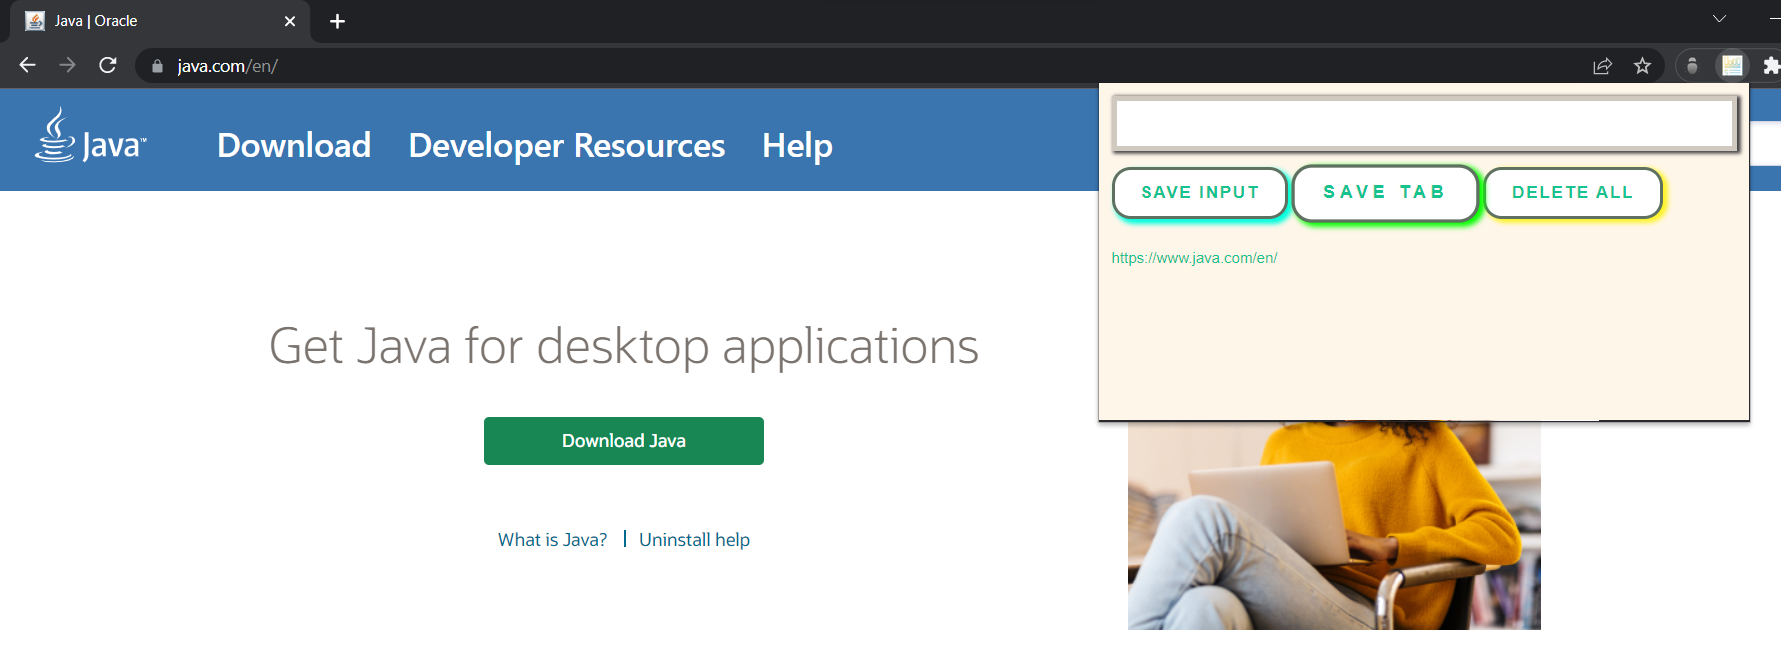 Java | Oracle
java.com/en/
Java™
Download Developer Resources Help
SAVE INPUT SAVE TAB DELETE ALL
https://www.java.com/en/
Get Java for desktop applications
Download Java
What is Java? | Uninstall help